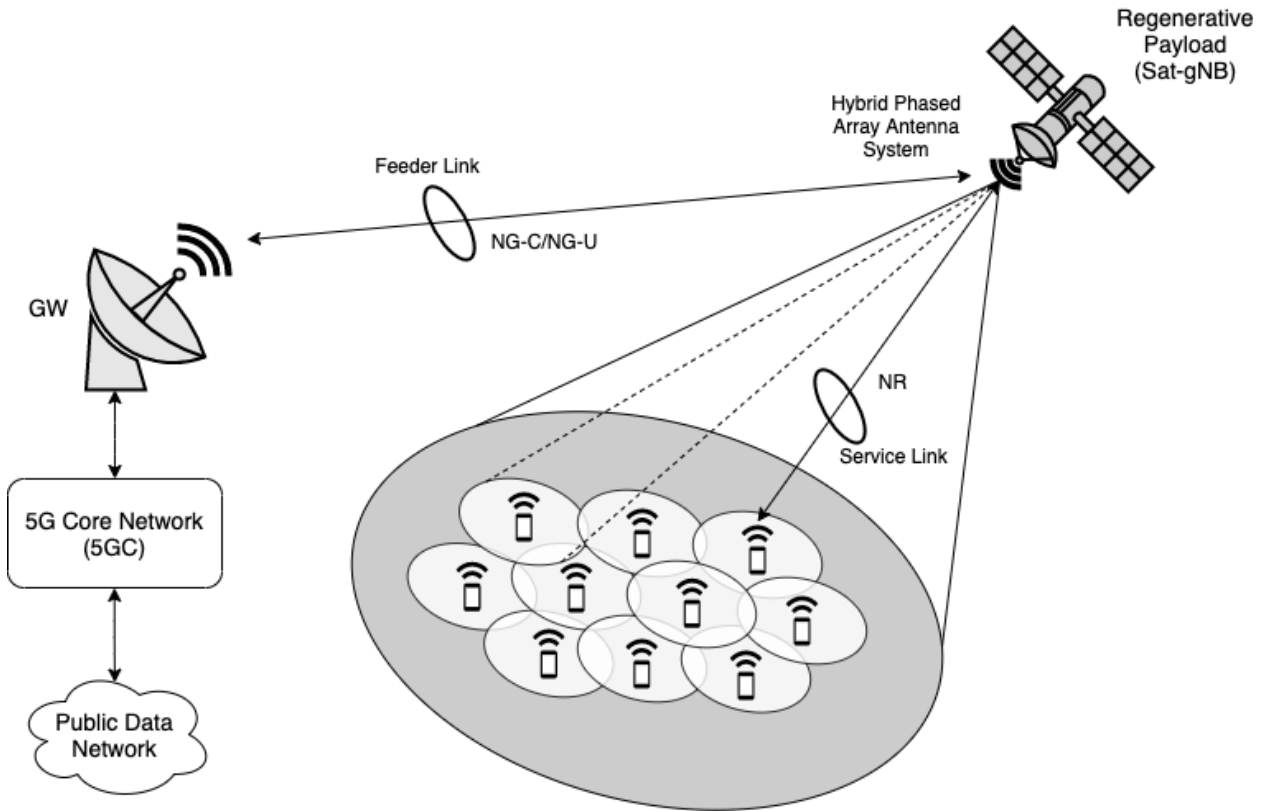 Regenerative
Payload
(Sat-gNB)
Hybrid Phased
Array Antenna
System
Feeder Link
NG-C/NG-U
GW
NR
Service Link
5G Core Network
(5GC)
Public Data
Network